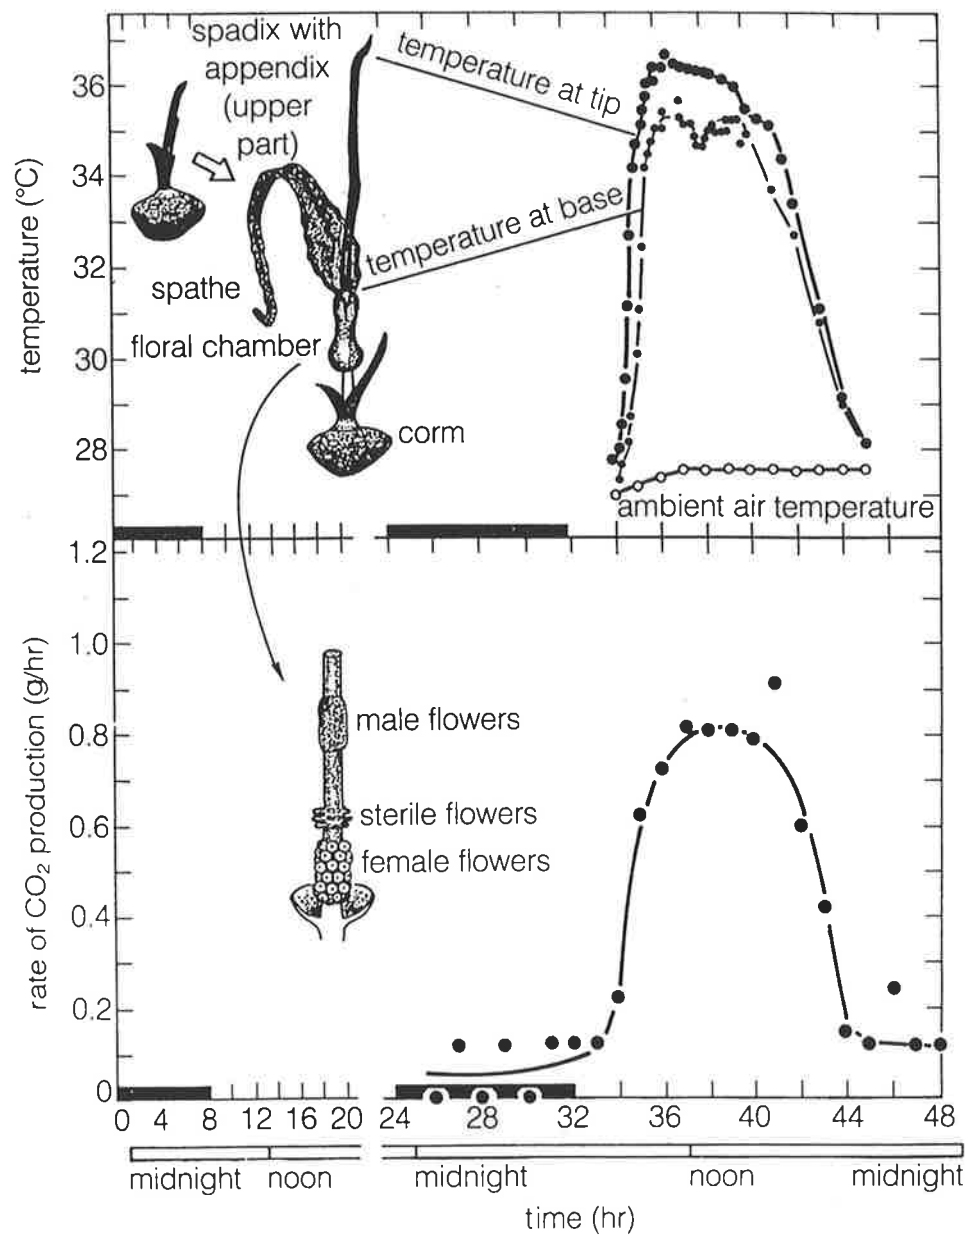 spadix with
appendix
(upper
part)
temperature at tip
temperature at base
spathe
floral chamber
corm
ambient air temperature
temperature (°C)
36
34
32
30
28
male flowers
sterile flowers
female flowers
rate of CO₂ production (g/hr)
1.2
1.0
0.8
0.6
0.4
0.2
0
0 4 8 12 16 20 24 28 32 36 40 44 48
midnight noon midnight noon midnight
time (hr)